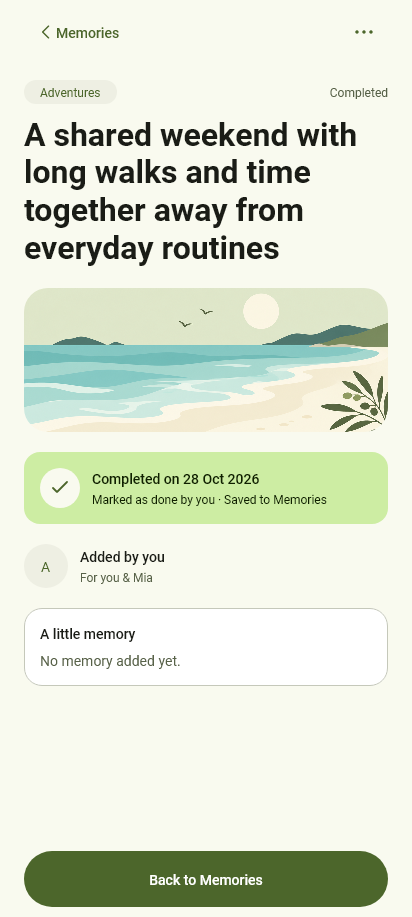 Memories
Adventures
Completed
A shared weekend with
long walks and time
together away from
everyday routines
Completed on 28 Oct 2026
Marked as done by you · Saved to Memories
A
Added by you
For you & Mia
A little memory
No memory added yet.
Back to Memories